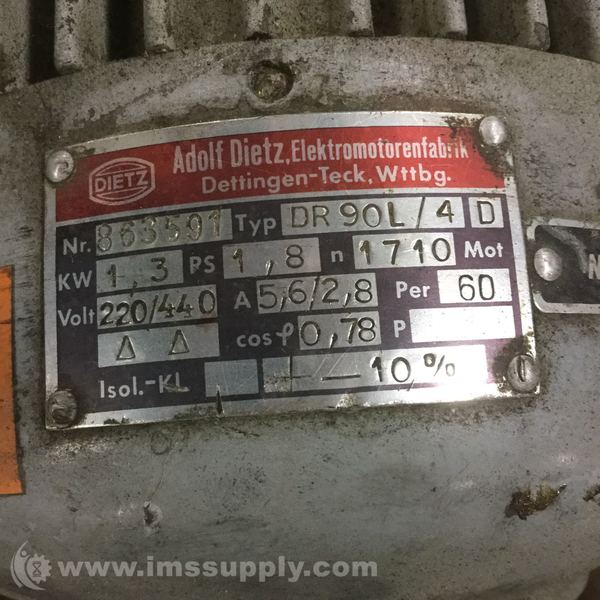 DIETZ
Adolf Dietz, Elektromotorenfabrik
Dettingen-Teck, Wttbg.
Nr. 863591 Typ DR 90L/4 D
KW 1,3 PS 1,8 n 1710 Mot
Volt 220/440 A 5,6/2,8 Per 60
Δ Δ cosφ 0,78 P
Isol.-KL +-10%
N
www.imssupply.com